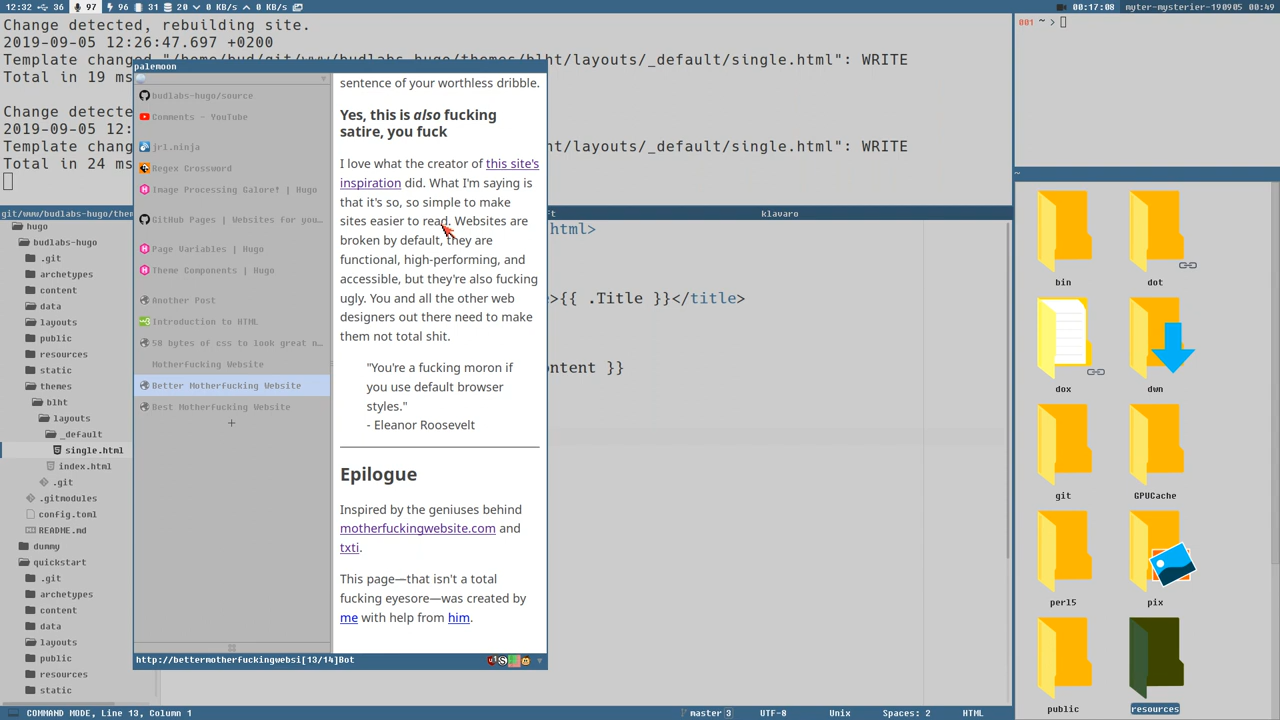 12:32 36 97 96 31 20 0 KB/s 0 KB/s
00:17:08 myter-mysterier-190905 00:49
Change detected, rebuilding site.
2019-09-05 12:26:47.697 +0200
Template changed "/home/bud/git/www/budlabs-hugo/themes/blht/layouts/_default/single.html": WRITE
Total in 19 ms
Change detected
2019-09-05 12:
Template chang
/blht/layouts/_default/single.html": WRITE
Total in 24 ms
001 ~ >
~
palemoon
budlabs-hugo/source
Comments - YouTube
jrl.ninja
Regex Crossword
Image Processing Galore! | Hugo
GitHub Pages | Websites for you...
Page Variables | Hugo
Theme Components | Hugo
Another Post
Introduction to HTML
58 bytes of css to look great n...
Motherfucking Website
Better Motherfucking Website
Best Motherfucking Website
+
sentence of your worthless dribble.
Yes, this is also fucking
satire, you fuck
I love what the creator of this site's
inspiration did. What I'm saying is
that it's so, so simple to make
sites easier to read. Websites are
broken by default, they are
functional, high-performing, and
accessible, but they're also fucking
ugly. You and all the other web
designers out there need to make
them not total shit.
"You're a fucking moron if
you use default browser
styles."
- Eleanor Roosevelt
Epilogue
Inspired by the geniuses behind
motherfuckingwebsite.com and
txti.
This page—that isn't a total
fucking eyesore—was created by
me with help from him.
http://bettermotherfuckingwebsi[13/14]Bot
git/www/budlabs-hugo/the
hugo
budlabs-hugo
.git
archetypes
content
data
layouts
public
resources
static
themes
blht
layouts
_default
single.html
index.html
.git
.gitmodules
config.toml
README.md
dummy
quickstart
.git
archetypes
content
data
layouts
public
resources
static
ft klavaro
html>
>{{ .Title }}</title>
ontent }}
COMMAND MODE, Line 13, Column 1
master 3 UTF-8 Unix Spaces: 2 HTML
bin dot
dox dwn
git GPUCache
perl5 pix
public resources